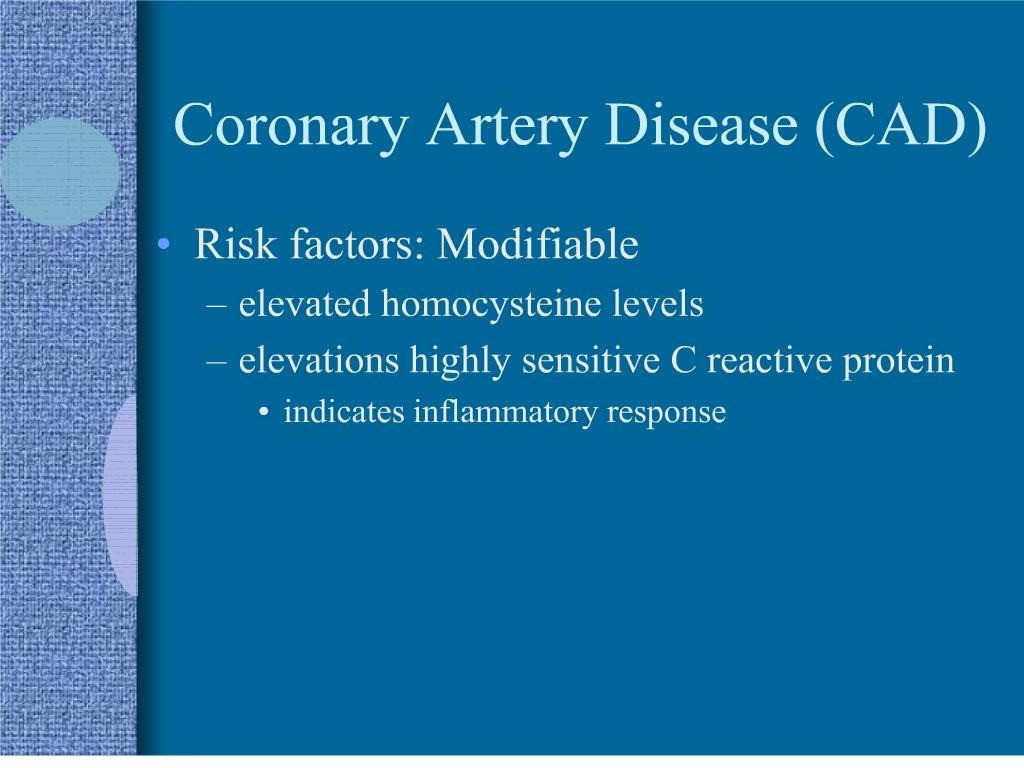 Coronary Artery Disease (CAD)
• Risk factors: Modifiable
– elevated homocysteine levels
– elevations highly sensitive C reactive protein
• indicates inflammatory response